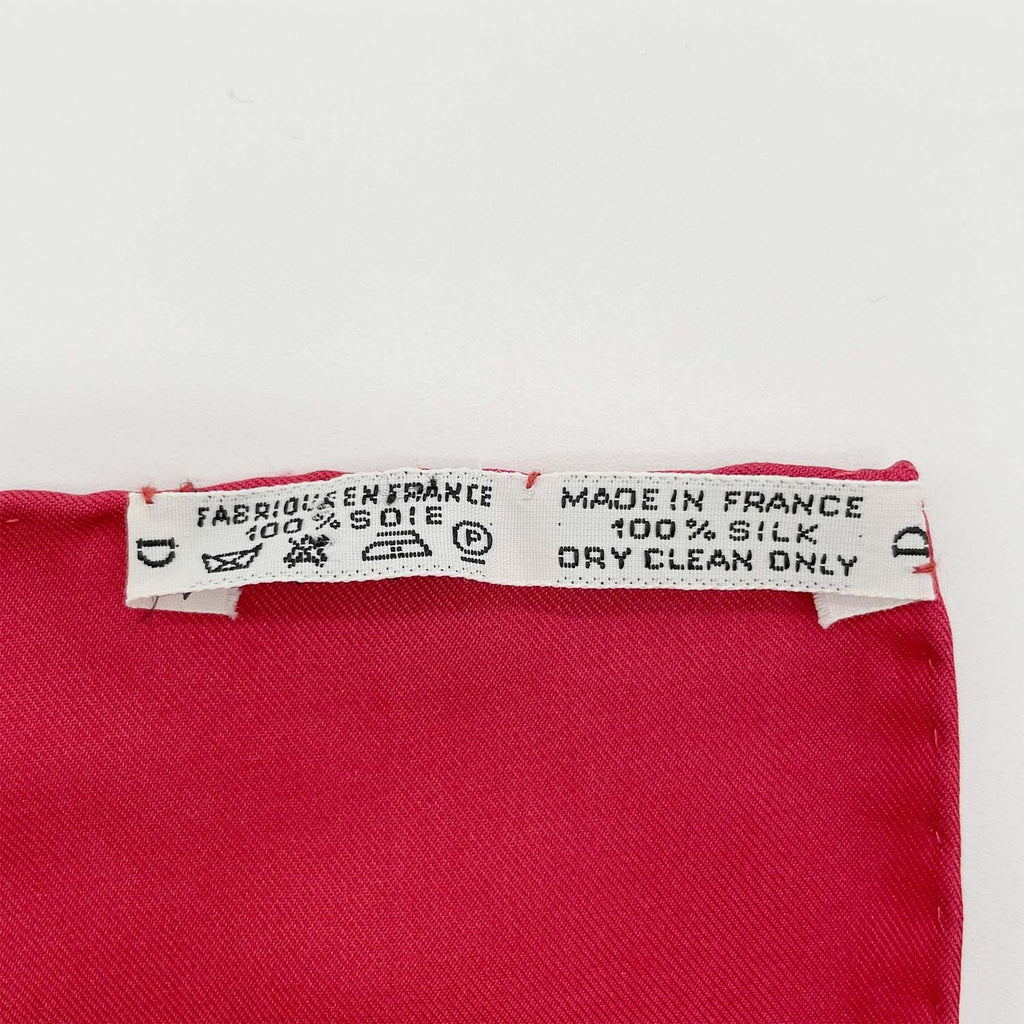 FABRIQUE EN FRANCE
100 % SOIE
P
D
MADE IN FRANCE
100 % SILK
DRY CLEAN ONLY
D